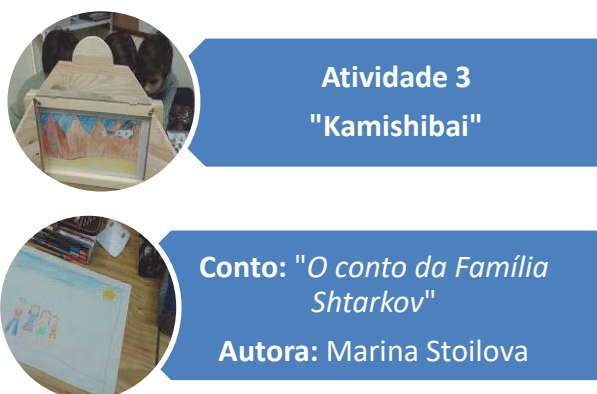 Atividade 3
"Kamishibai"
Conto: "O conto da Família
Shtarkov"
Autora: Marina Stoilova